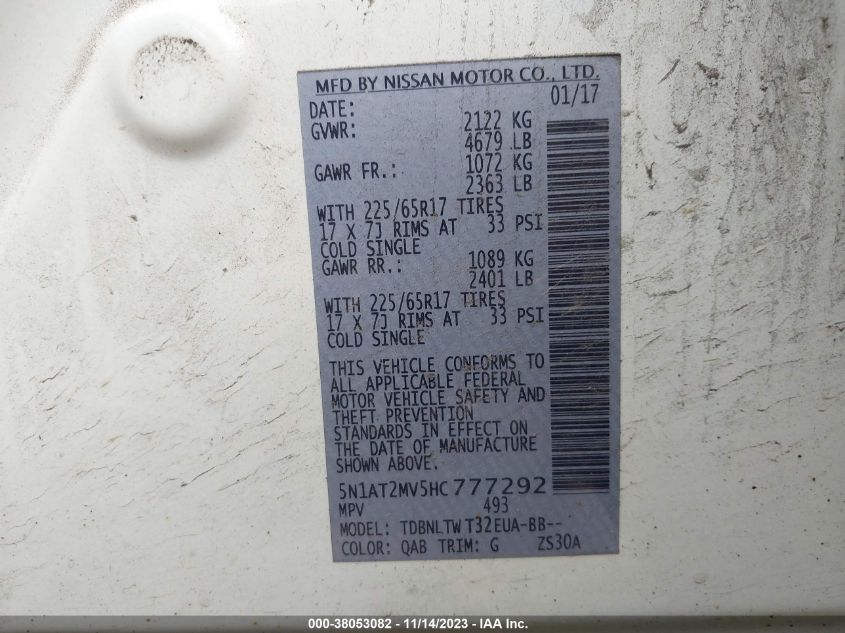 MFD BY NISSAN MOTOR CO., LTD.
DATE: 01/17
GVWR: 2122 KG
4679 LB
GAWR FR.: 1072 KG
2363 LB
WITH 225/65R17 TIRES
17 X 7J RIMS AT 33 PSI
COLD SINGLE
GAWR RR.: 1089 KG
2401 LB
WITH 225/65R17 TIRES
17 X 7J RIMS AT 33 PSI
COLD SINGLE
THIS VEHICLE CONFORMS TO
ALL APPLICABLE FEDERAL
MOTOR VEHICLE SAFETY AND
THEFT PREVENTION
STANDARDS IN EFFECT ON
THE DATE OF MANUFACTURE
SHOWN ABOVE.
5N1AT2MV5HC777292
MPV 493
MODEL: TDBNLTWT32EUA-BB--
COLOR: QAB TRIM: G ZS30A
000-38053082 - 11/14/2023 - IAA Inc.